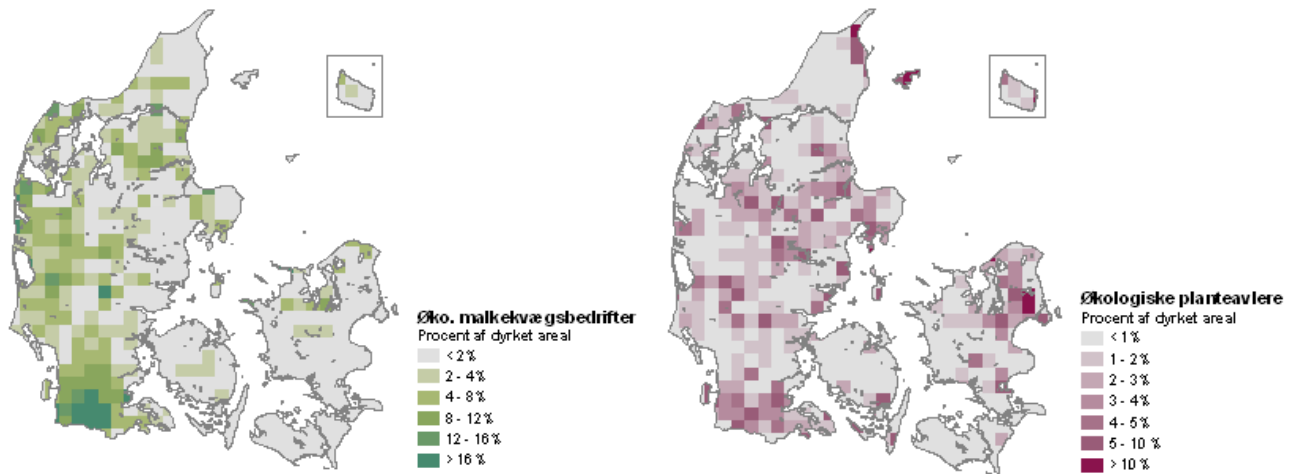 Øko. malkekvægsbedrifter
Procent af dyrket areal
<2%
2 - 4%
4 - 8%
8 - 12%
12 - 16%
> 16%
Økologiske planteavlere
Procent af dyrket areal
< 1%
1 - 2%
2 - 3%
3 - 4%
4 - 5%
5 - 10 %
> 10 %